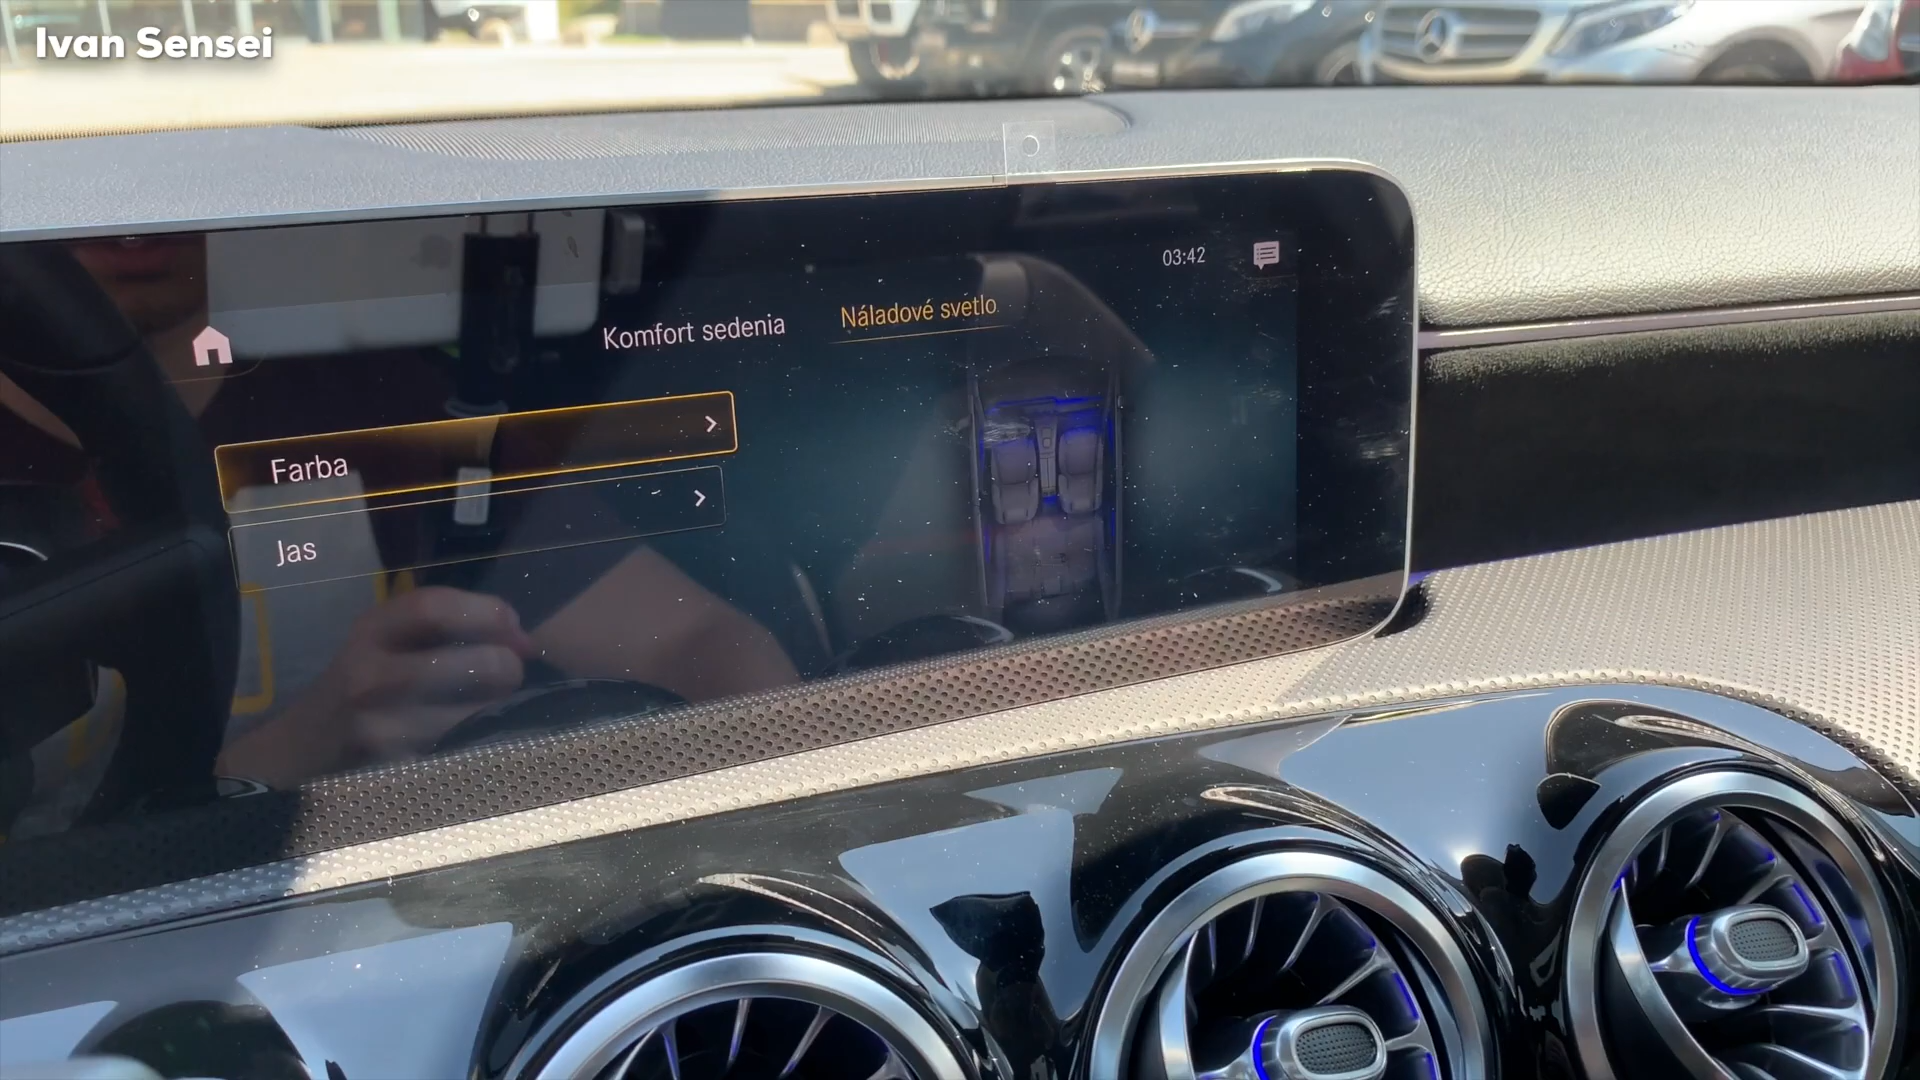 Ivan Sensei
03:42
Komfort sedenia
Náladové svetlo
Farba
Jas